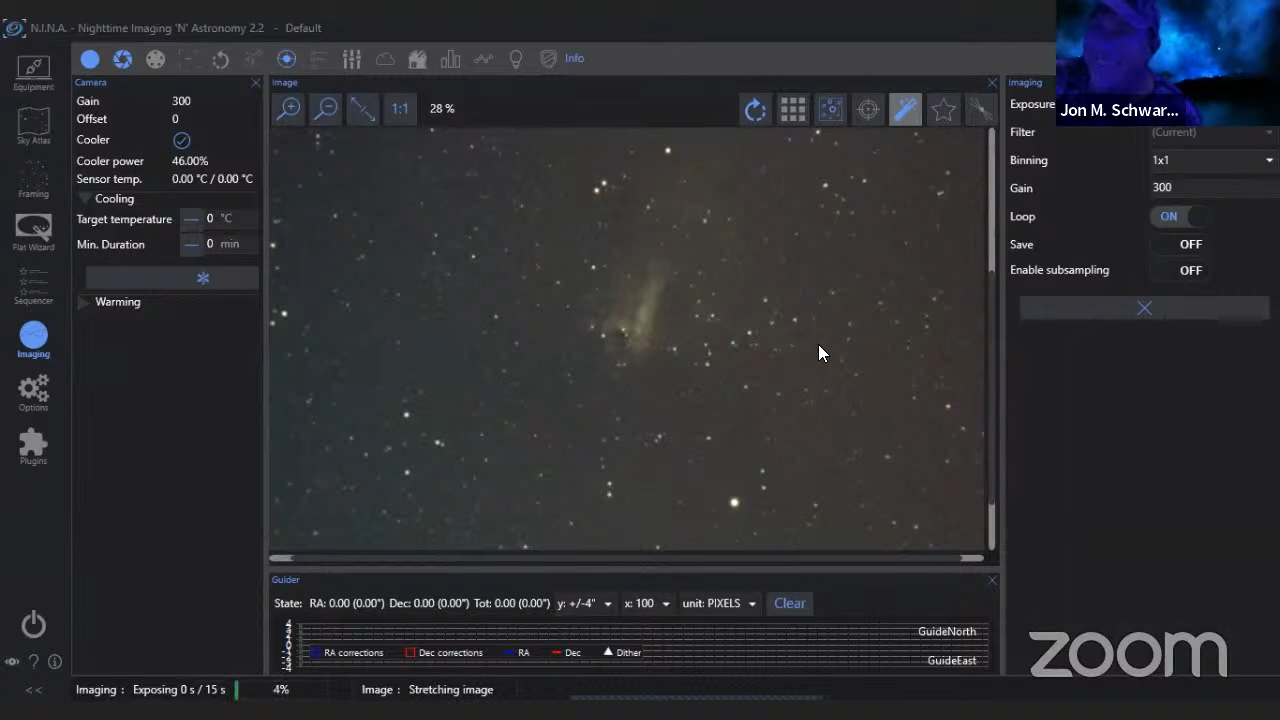 N.I.N.A. - Nighttime Imaging 'N' Astronomy 2.2 - Default
Info
Jon M. Schwar...
Equipment
Sky Atlas
Framing
Flat Wizard
Sequencer
Imaging
Options
Plugins
<<
Camera
Gain 300
Offset 0
Cooler
Cooler power 46.00%
Sensor temp. 0.00 °C / 0.00 °C
Cooling
Target temperature 0 °C
Min. Duration 0 min
Warming
Image
1:1 28 %
Imaging
Exposure
Filter (Current)
Binning 1x1
Gain 300
Loop ON
Save OFF
Enable subsampling OFF
Guider
State: RA: 0.00 (0.00") Dec: 0.00 (0.00") Tot: 0.00 (0.00") y: +/-4" x: 100 unit: PIXELS Clear
GuideNorth
RA corrections Dec corrections RA Dec Dither
GuideEast
zoom
Imaging : Exposing 0 s / 15 s 4% Image : Stretching image